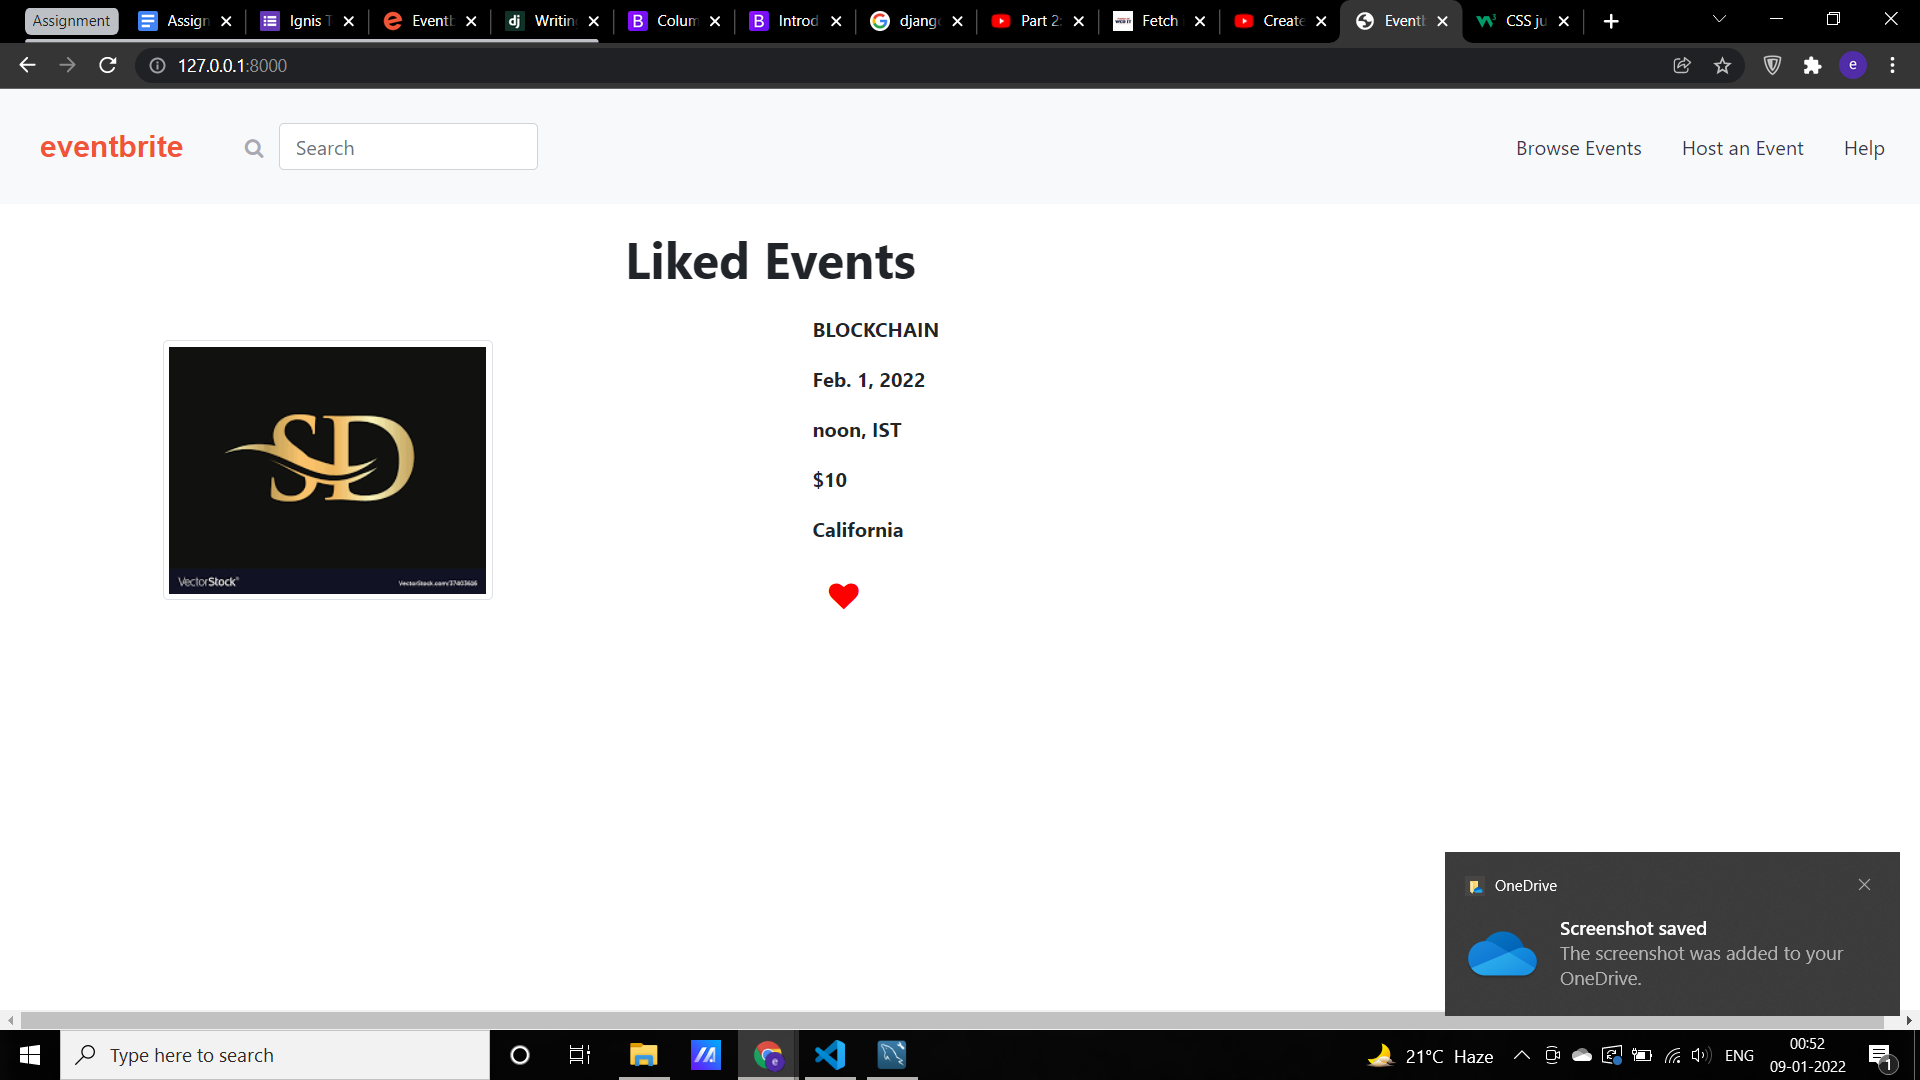 Assignment
Assign
Ignis T
Eventb
Writin
Colum
Introd
djang
Part 2:
Fetch
Create
Eventb
CSS ju
127.0.0.1:8000
e
eventbrite
Search
Browse Events
Host an Event
Help
Liked Events
BLOCKCHAIN
Feb. 1, 2022
noon, IST
$10
California
SD
VectorStock®
VectorStock.com/37403616
OneDrive
Screenshot saved
The screenshot was added to your
OneDrive.
Type here to search
21°C Haze
ENG
00:52
09-01-2022
1